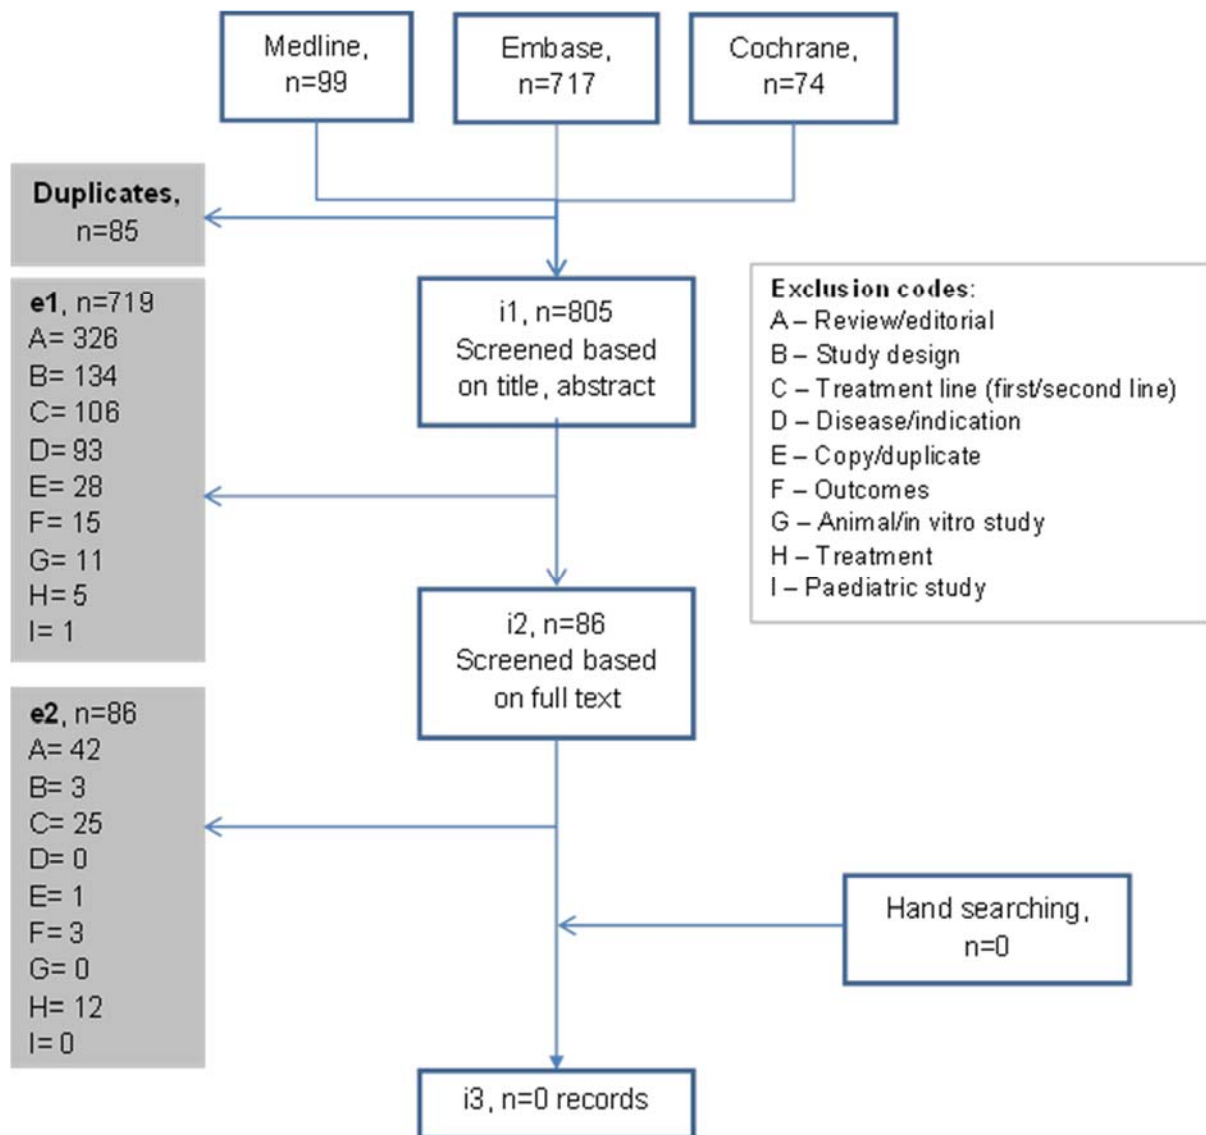 Medline,
n=99
Embase,
n=717
Cochrane,
n=74
Duplicates,
n=85
i1, n=805
Screened based
on title, abstract
e1, n=719
A= 326
B= 134
C= 106
D= 93
E= 28
F= 15
G= 11
H= 5
I= 1
Exclusion codes:
A – Review/editorial
B – Study design
C – Treatment line (first/second line)
D – Disease/indication
E – Copy/duplicate
F – Outcomes
G – Animal/in vitro study
H – Treatment
I – Paediatric study
i2, n=86
Screened based
on full text
e2, n=86
A= 42
B= 3
C= 25
D= 0
E= 1
F= 3
G= 0
H= 12
I= 0
Hand searching,
n=0
i3, n=0 records